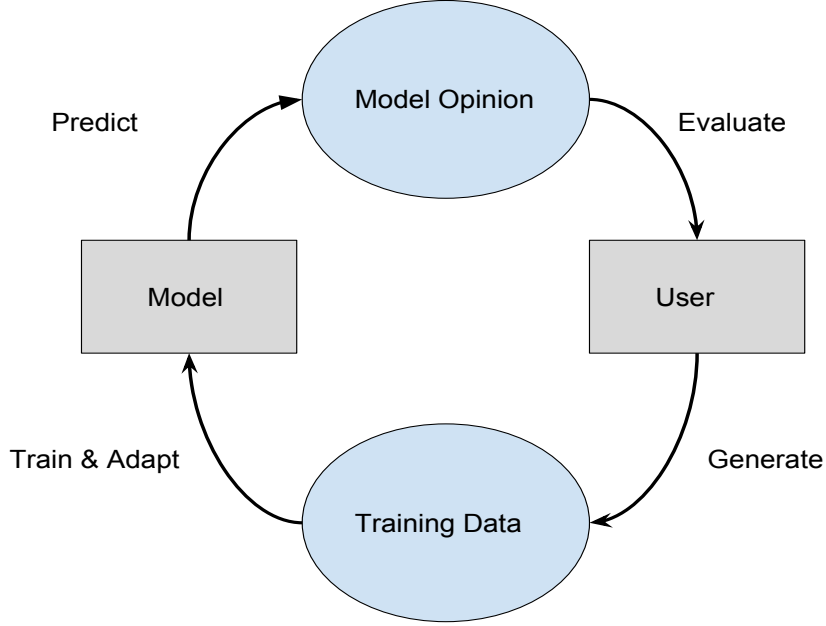 Model Opinion
Predict
Evaluate
Model
User
Train & Adapt
Generate
Training Data